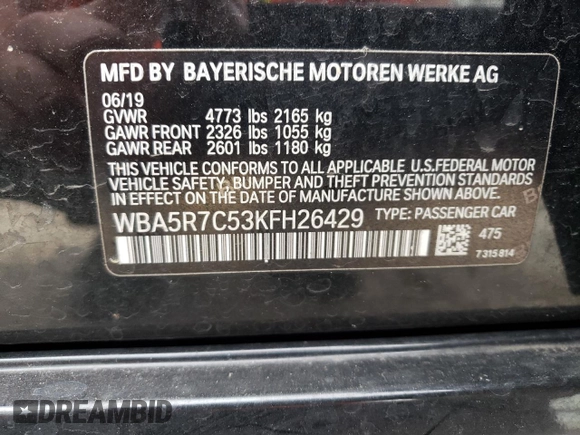 MFD BY BAYERISCHE MOTOREN WERKE AG
06/19
GVWR 4773 lbs 2165 kg
GAWR FRONT 2326 lbs 1055 kg
GAWR REAR 2601 lbs 1180 kg
THIS VEHICLE CONFORMS TO ALL APPLICABLE U.S.FEDERAL MOTOR
VEHICLE SAFETY, BUMPER AND THEFT PREVENTION STANDARDS
IN EFFECT ON THE DATE OF MANUFACTURE SHOWN ABOVE.
WBA5R7C53KFH26429 TYPE: PASSENGER CAR
475
7315814
DREAMBID